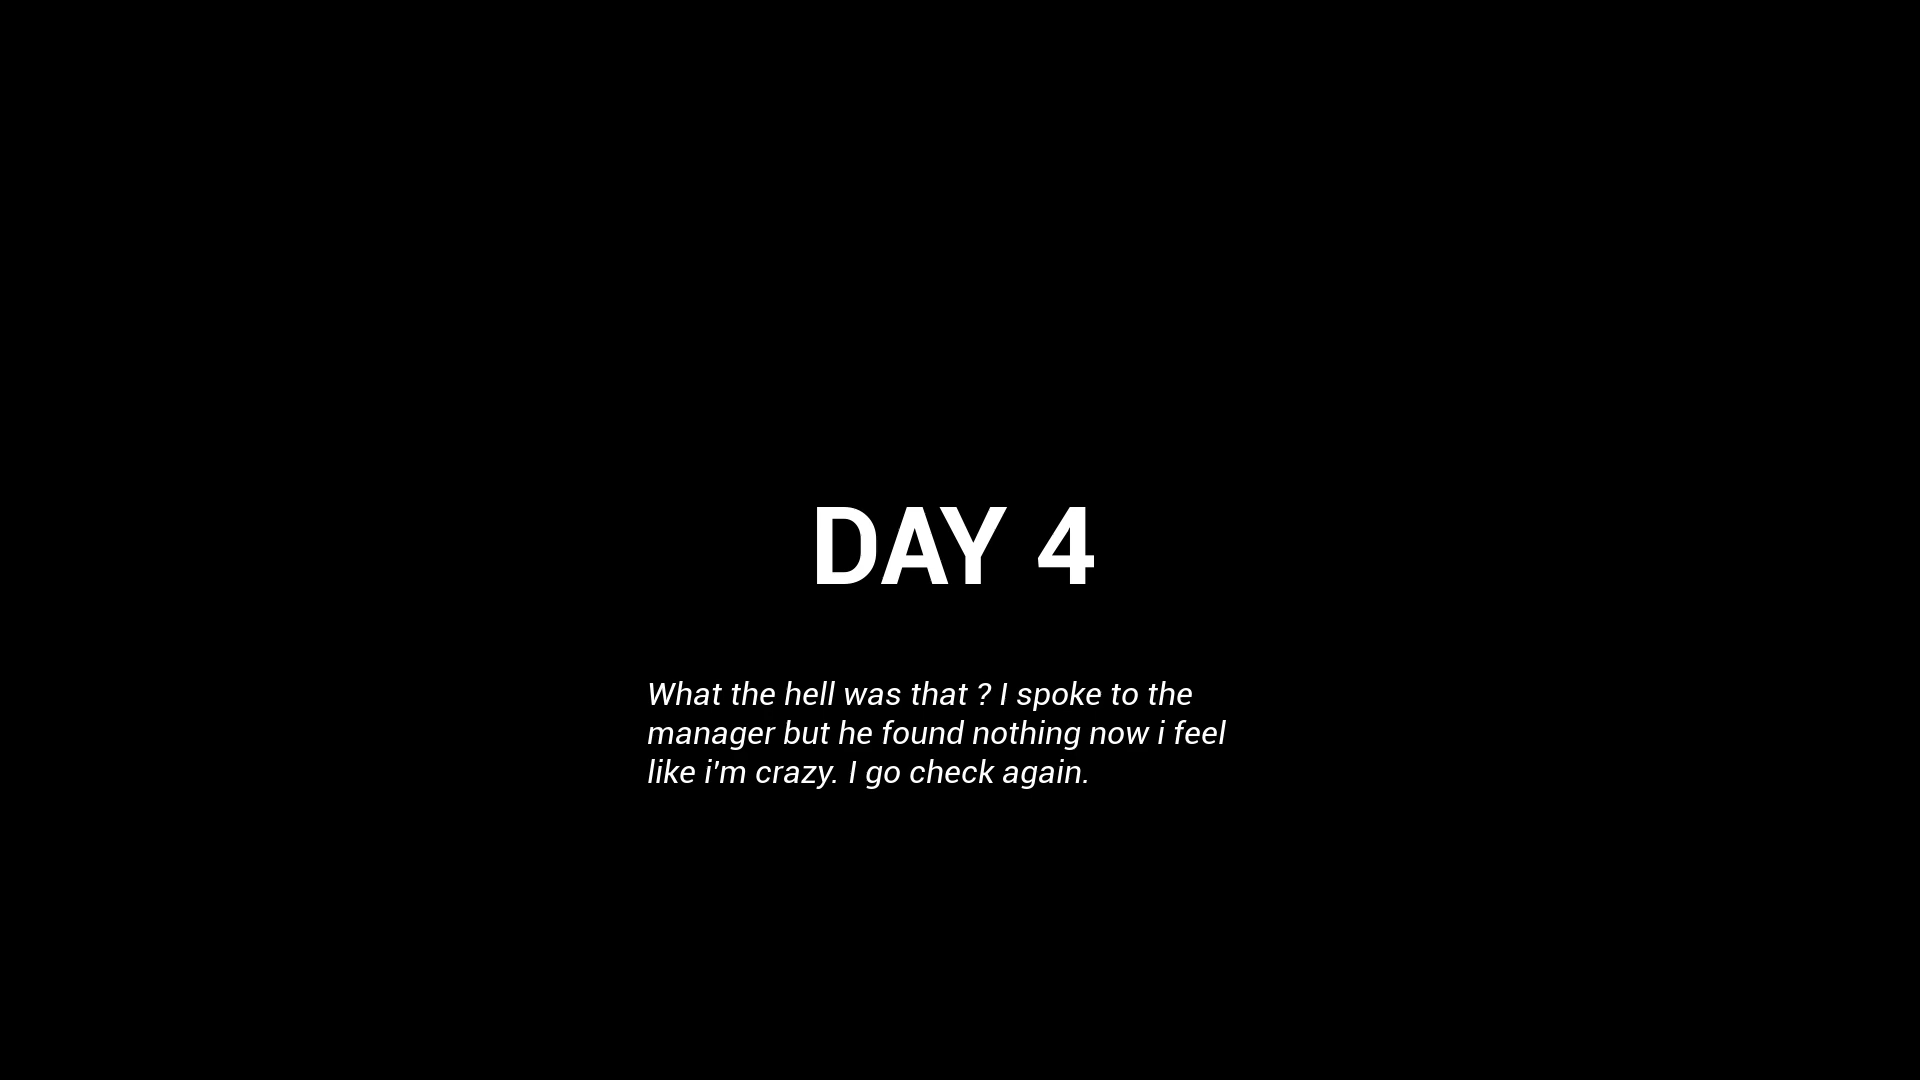 DAY 4
What the hell was that ? I spoke to the
manager but he found nothing now i feel
like i'm crazy. I go check again.